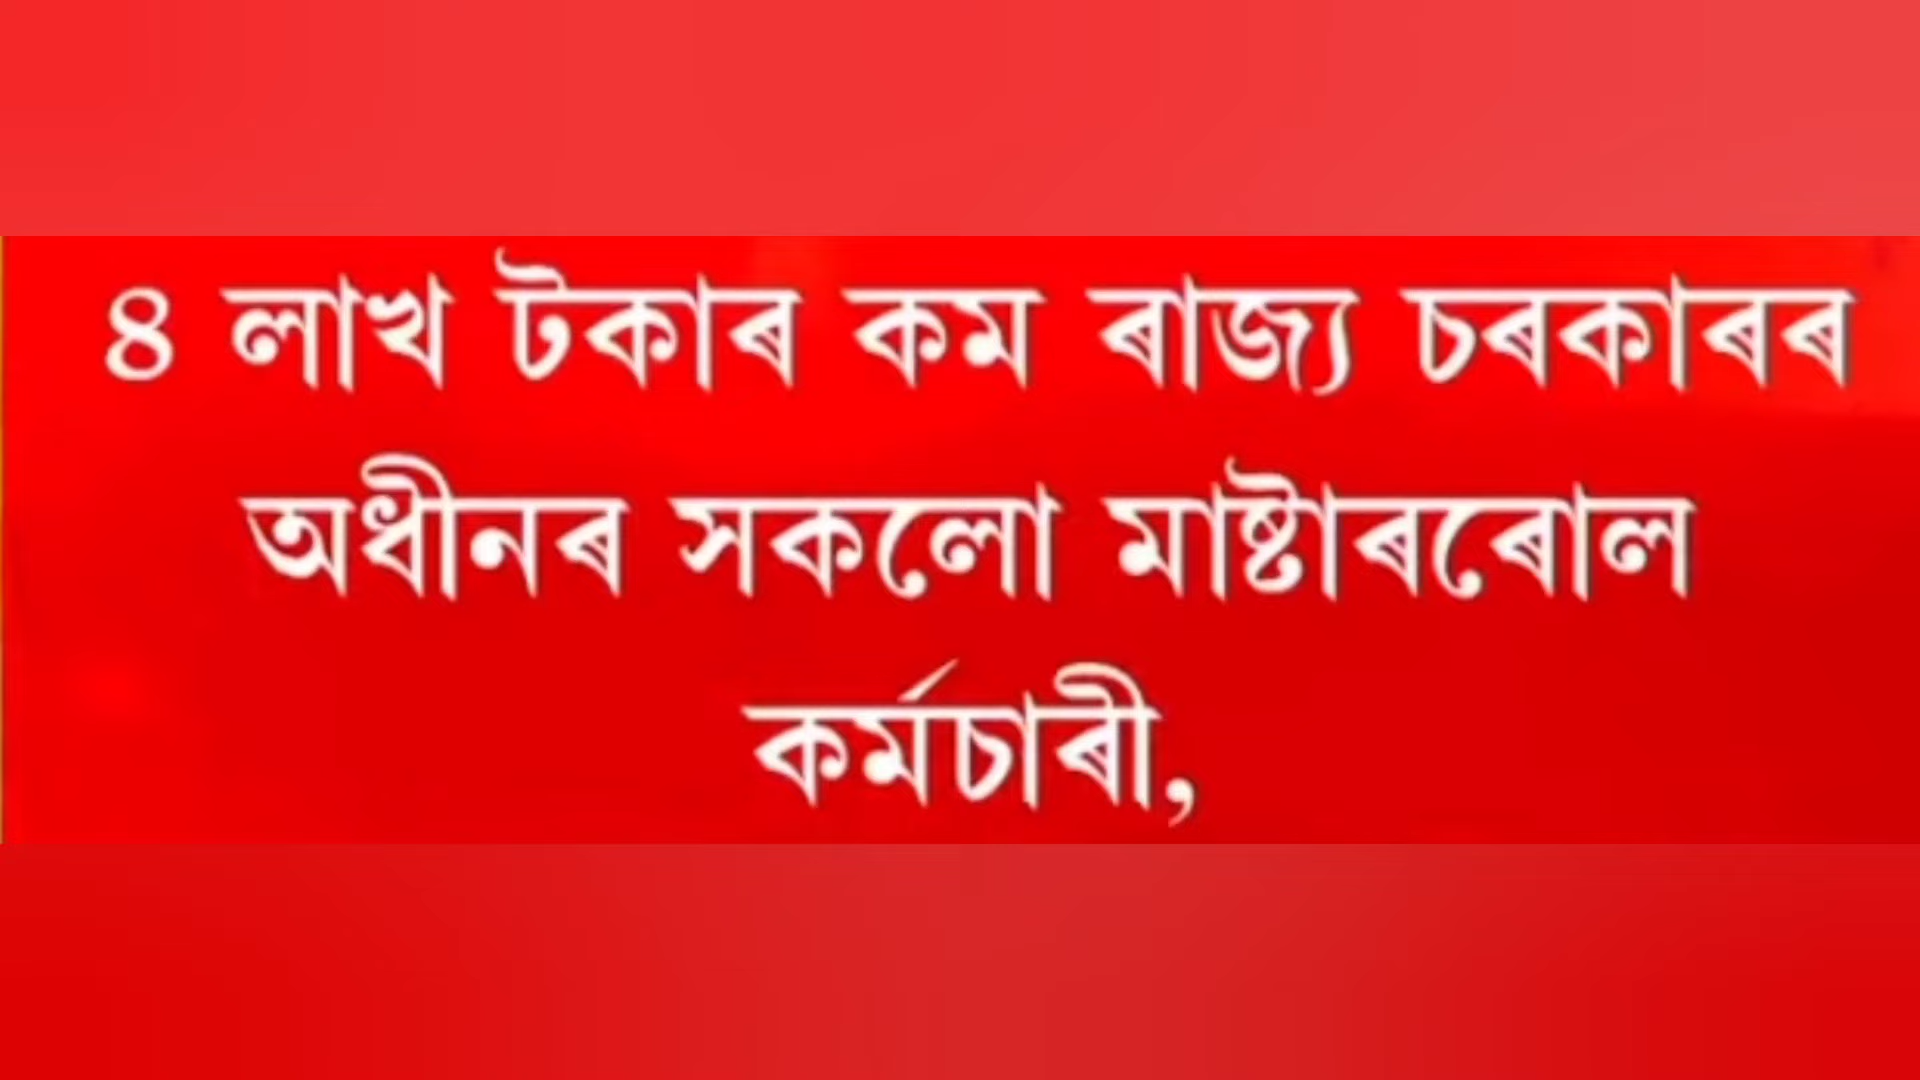 ৪ লাখ টকাৰ কম ৰাজ্য চৰকাৰৰ
অধীনৰ সকলো মাষ্টাৰৰোল
কৰ্মচাৰী,